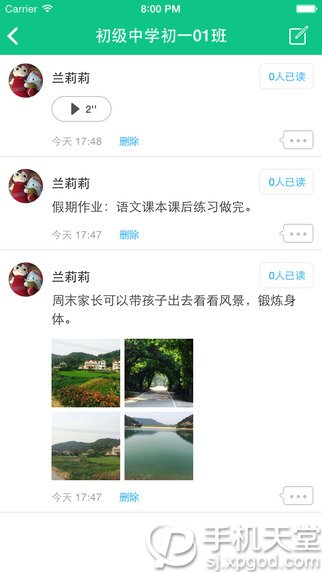 Carrier
8:00 PM
初级中学初一01班
兰莉莉
0人已读
2''
今天 17:48
删除
兰莉莉
0人已读
假期作业：语文课本课后练习做完。
今天 17:47
删除
兰莉莉
0人已读
周末家长可以带孩子出去看看风景，锻炼身
体。
今天 17:47
删除
手机天堂
sj.xpgod.com